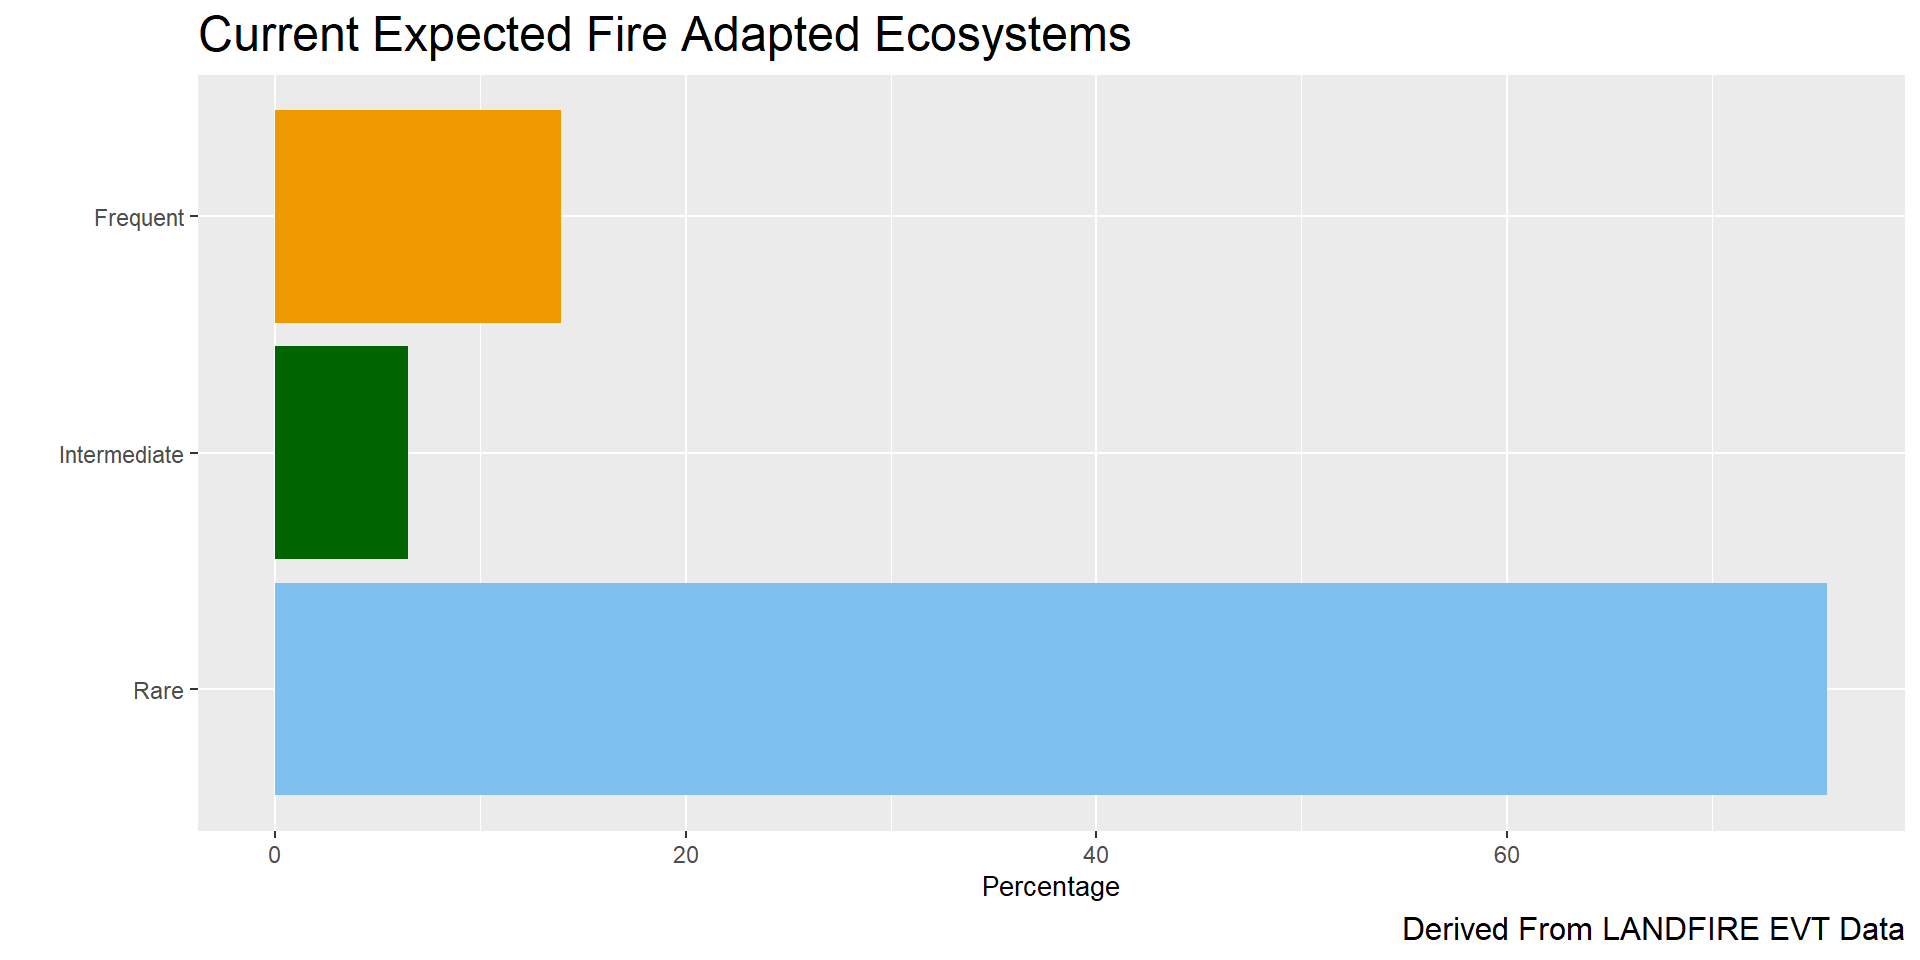 Current Expected Fire Adapted Ecosystems
Frequent
Intermediate
Rare
0 20 40 60
Percentage
Derived From LANDFIRE EVT Data